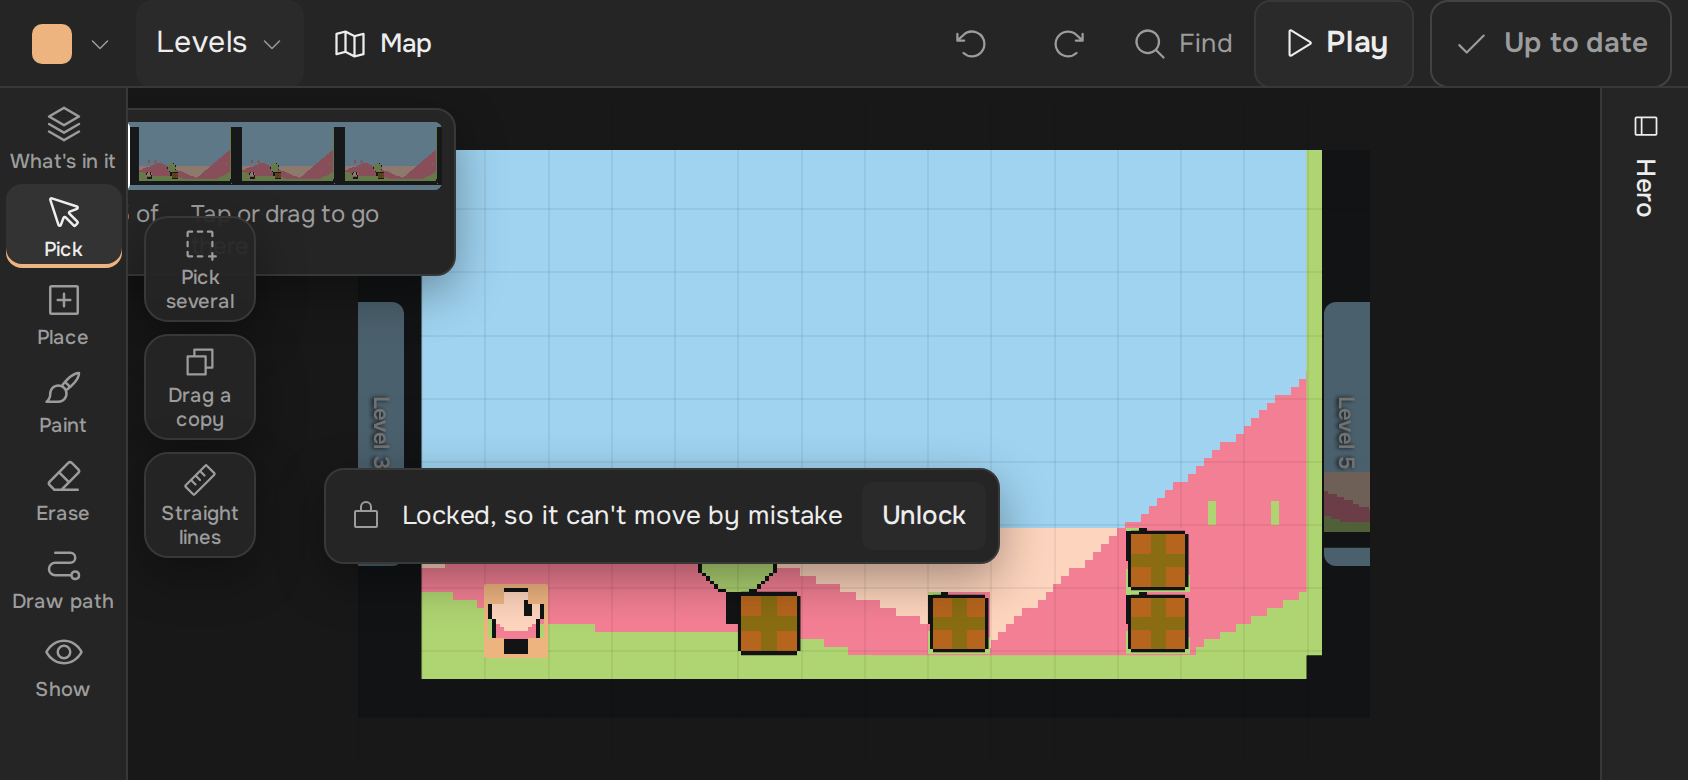 Levels
Map
Find
Play
Up to date
What's in it
Pick
Place
Paint
Erase
Draw path
Show
of
Tap or drag to go
there
Pick
several
Drag a
copy
Straight
lines
Level 3
Locked, so it can't move by mistake
Unlock
Level 5
Hero